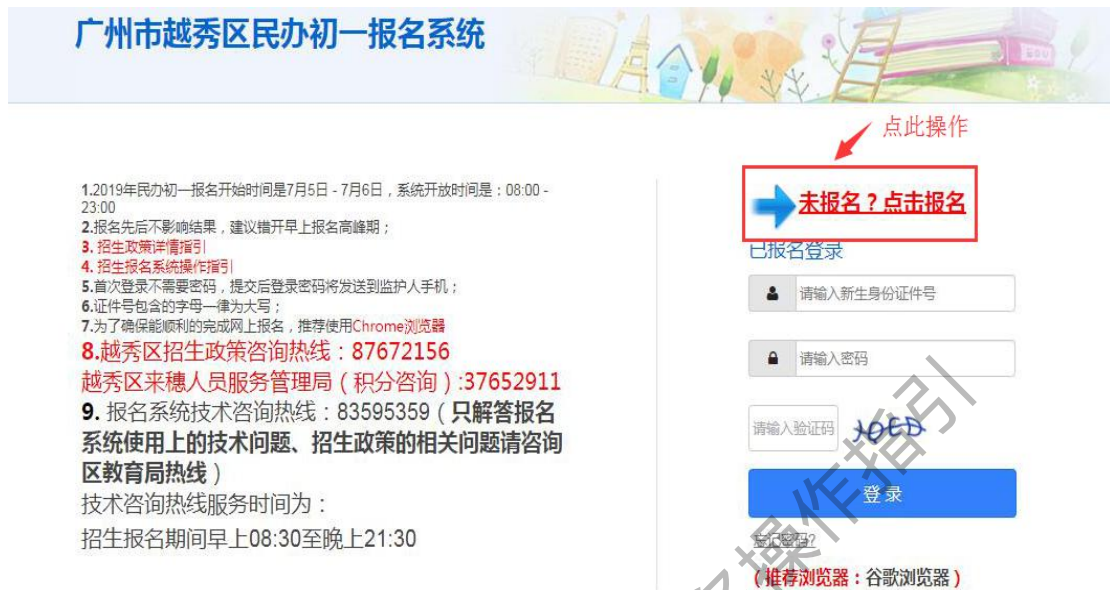 广州市越秀区民办初一报名系统
点此操作
未报名？点击报名
已报名登录
请输入新生身份证件号
请输入密码
请输入验证码
登录
忘记密码?
（推荐浏览器：谷歌浏览器）
1.2019年民办初一报名开始时间是7月5日 - 7月6日，系统开放时间是：08:00 -
23:00
2.报名先后不影响结果，建议错开早上报名高峰期；
3. 招生政策详情指引
4. 招生报名系统操作指引
5.首次登录不需要密码，提交后登录密码将发送到监护人手机；
6.证件号包含的字母一律为大写；
7.为了确保能顺利的完成网上报名，推荐使用Chrome浏览器
8.越秀区招生政策咨询热线：87672156
越秀区来穗人员服务管理局（积分咨询）:37652911
9. 报名系统技术咨询热线：83595359（只解答报名
系统使用上的技术问题、招生政策的相关问题请咨询
区教育局热线）
技术咨询热线服务时间为：
招生报名期间早上08:30至晚上21:30
操作指引